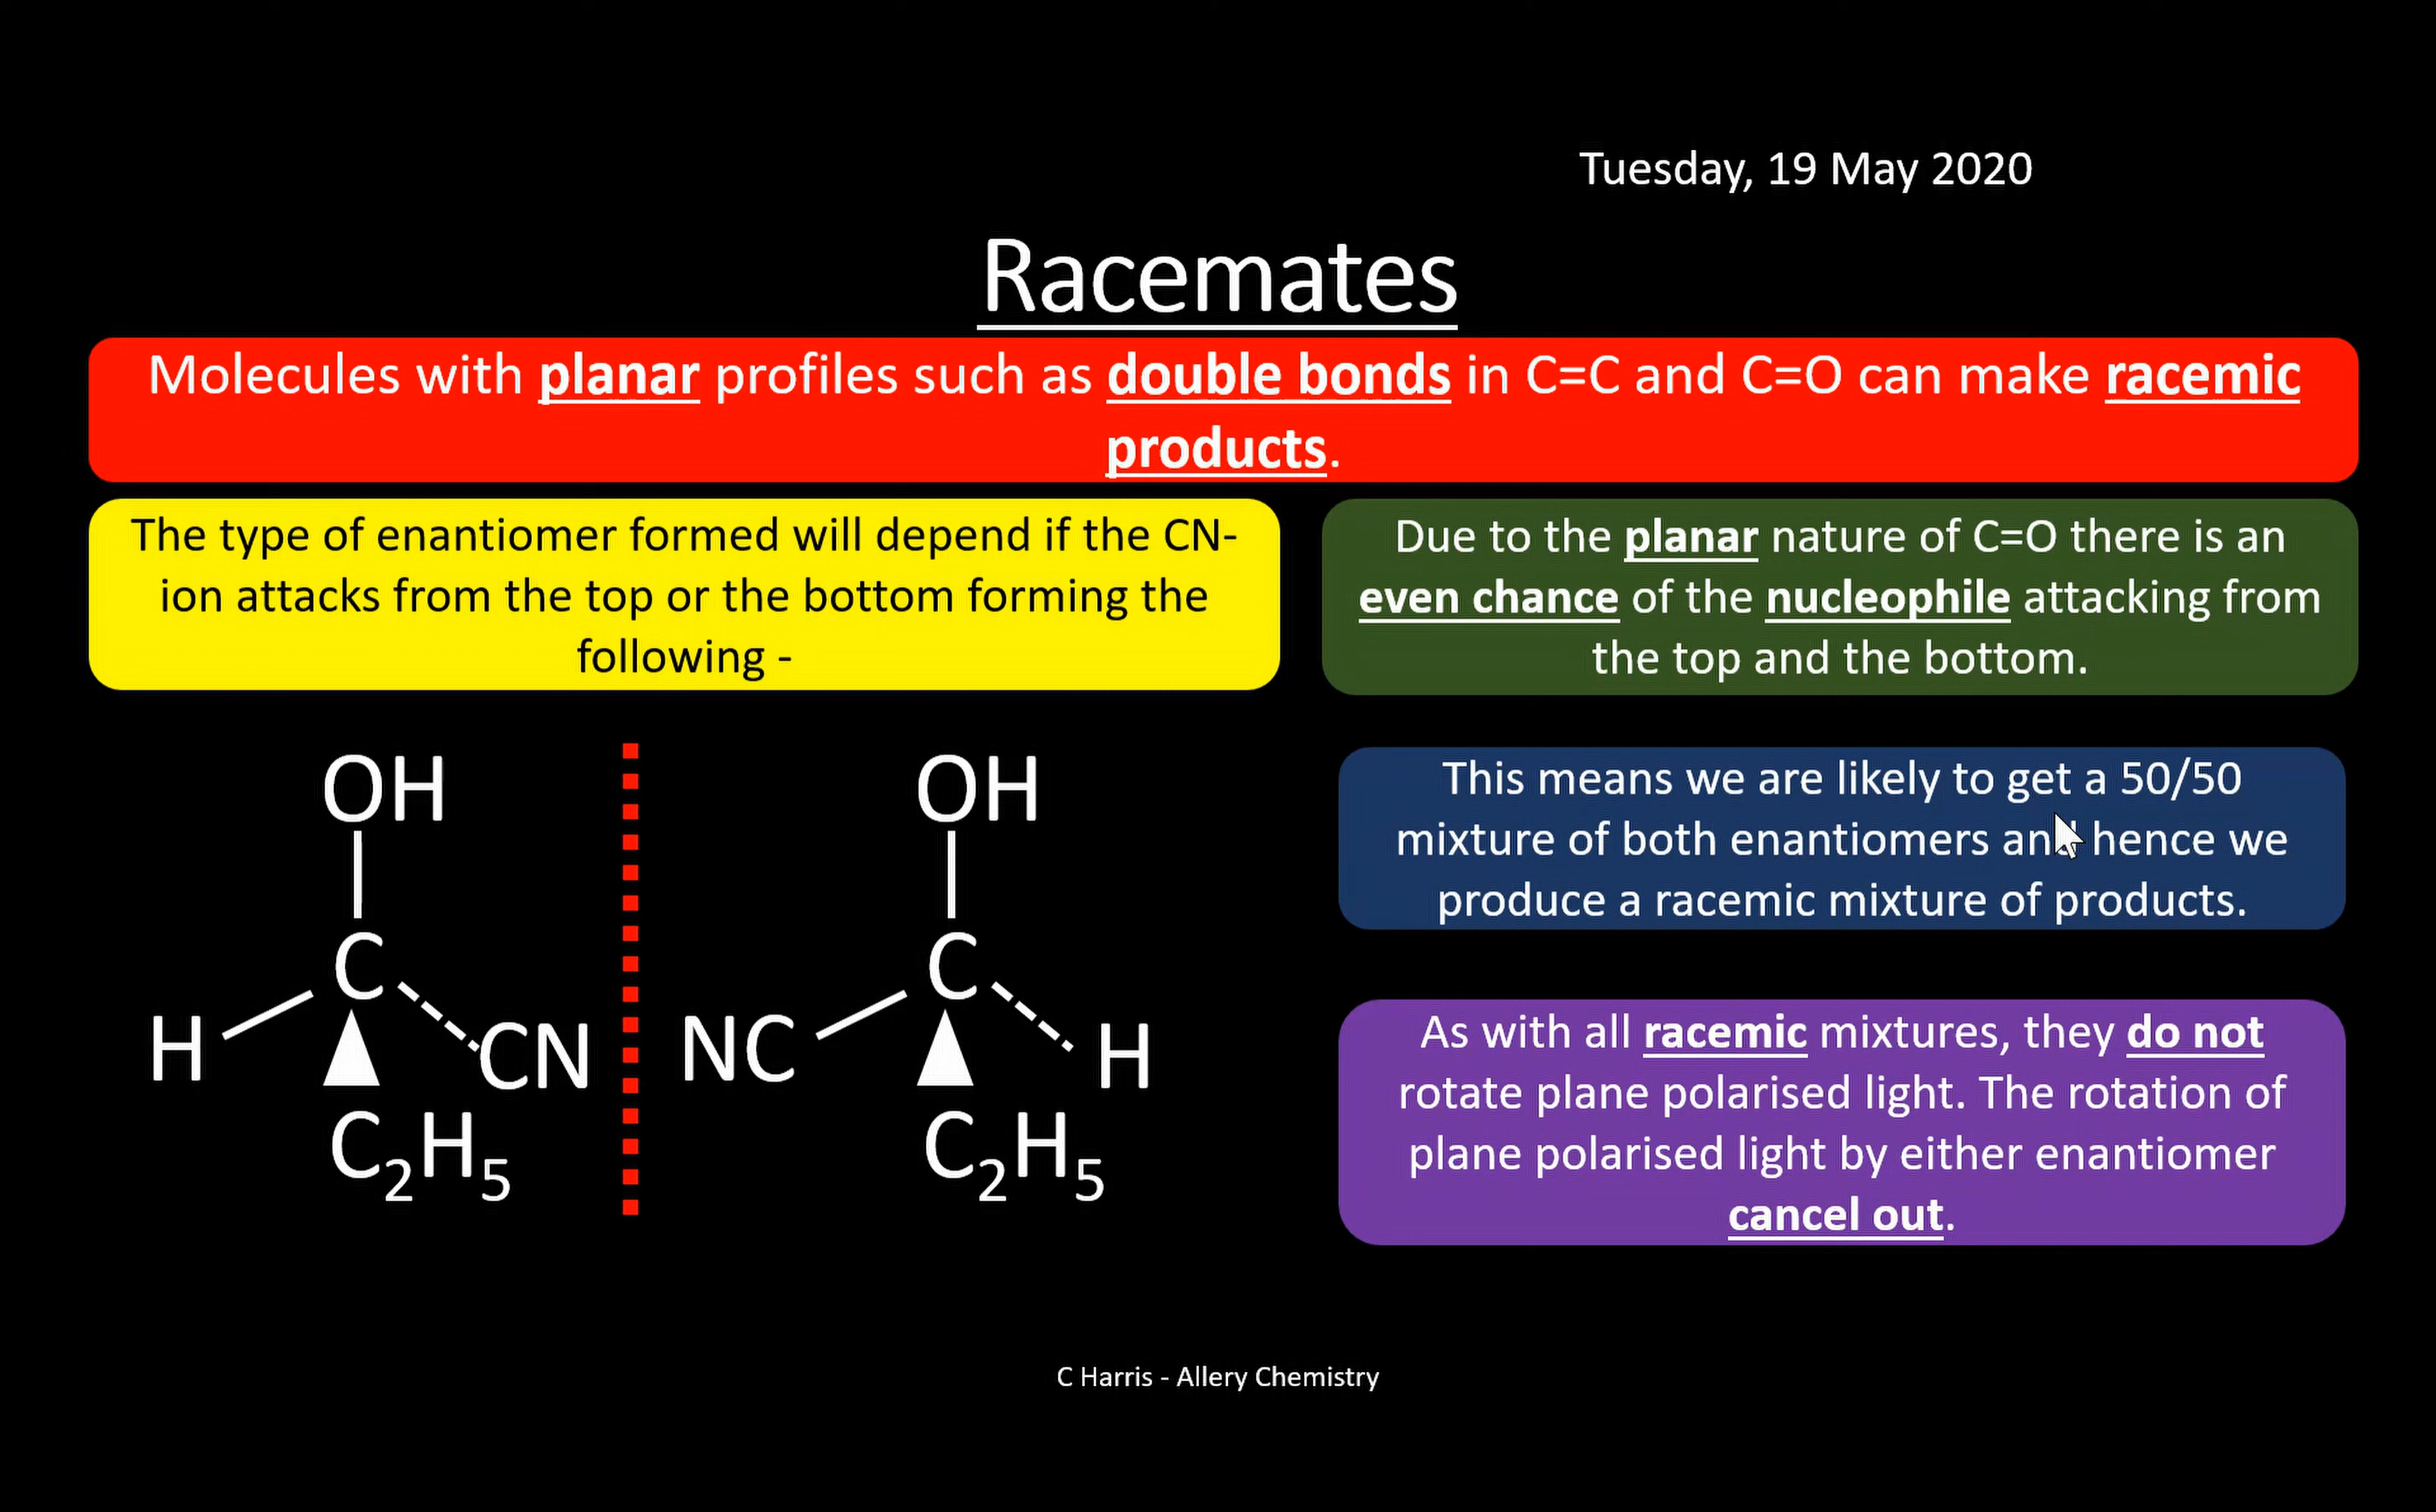 Tuesday, 19 May 2020
Racemates
Molecules with planar profiles such as double bonds in C=C and C=O can make racemic
products.
The type of enantiomer formed will depend if the CN-
ion attacks from the top or the bottom forming the
following -
Due to the planar nature of C=O there is an
even chance of the nucleophile attacking from
the top and the bottom.
OH
C
H
CN
C₂H₅
OH
C
NC
H
C₂H₅
This means we are likely to get a 50/50
mixture of both enantiomers and hence we
produce a racemic mixture of products.
As with all racemic mixtures, they do not
rotate plane polarised light. The rotation of
plane polarised light by either enantiomer
cancel out.
C Harris - Allery Chemistry